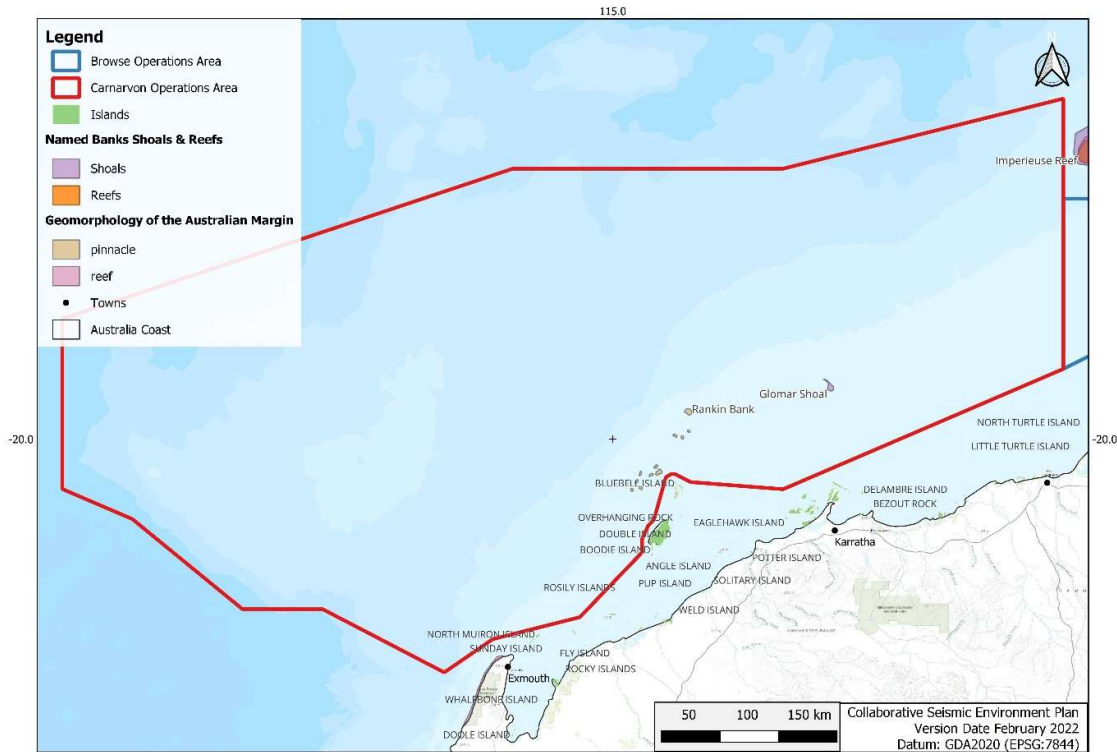 115.0
Legend
Browse Operations Area
Carnarvon Operations Area
Islands
Named Banks Shoals & Reefs
Shoals
Reefs
Geomorphology of the Australian Margin
pinnacle
reef
Towns
Australia Coast
N
Imperieuse Reef
Glomar Shoal
Rankin Bank
NORTH TURTLE ISLAND
-20.0
-20.0
LITTLE TURTLE ISLAND
BLUEBELL ISLAND
DELAMBRE ISLAND
BEZOUT ROCK
OVERHANGING ROCK
EAGLEHAWK ISLAND
DOUBLE ISLAND
Karratha
BOODIE ISLAND
POTTER ISLAND
ANGLE ISLAND
SOLITARY ISLAND
PUP ISLAND
ROSILY ISLANDS
WELD ISLAND
NORTH MUIRON ISLAND
SUNDAY ISLAND
FLY ISLAND
ROCKY ISLANDS
Exmouth
WHALEBONE ISLAND
DOOLE ISLAND
50 100 150 km
Collaborative Seismic Environment Plan
Version Date February 2022
Datum: GDA2020 (EPSG:7844)